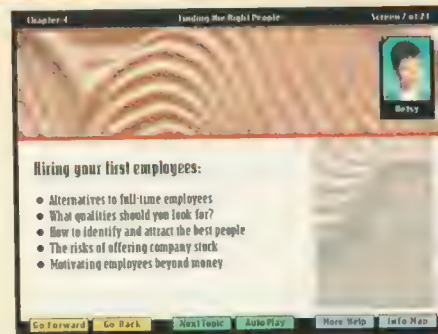 Chapter 4 Finding the Right People Screen 7 of 21
Betsy
Hiring your first employees:
● Alternatives to full-time employees
● What qualities should you look for?
● How to identify and attract the best people
● The risks of offering company stock
● Motivating employees beyond money
Go Forward Go Back Next Topic Auto Play More Help Info Map